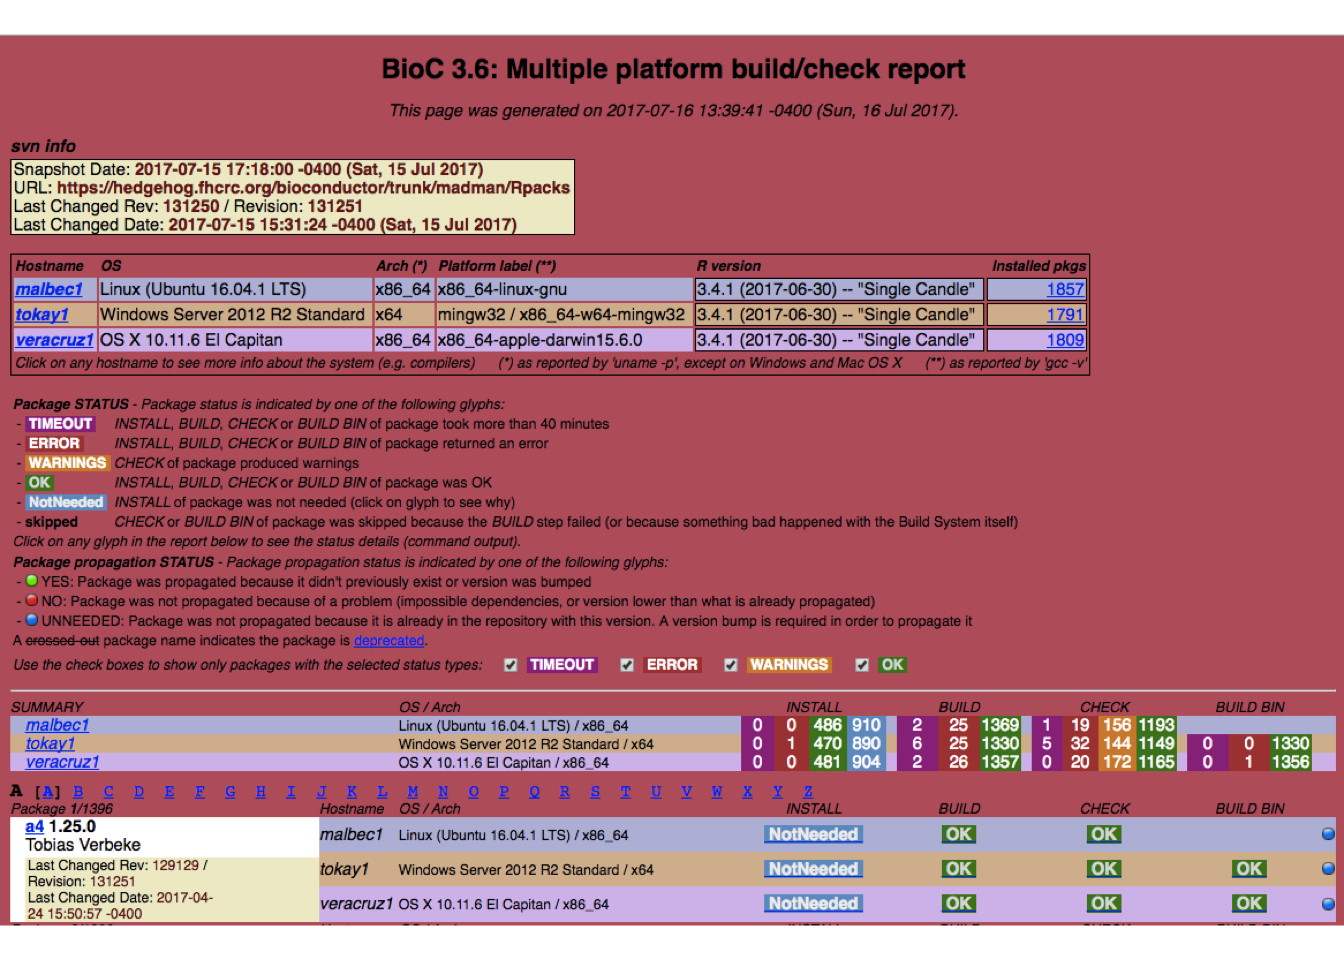 BioC 3.6: Multiple platform build/check report
This page was generated on 2017-07-16 13:39:41 -0400 (Sun, 16 Jul 2017).
svn info
Snapshot Date: 2017-07-15 17:18:00 -0400 (Sat, 15 Jul 2017)
URL: https://hedgehog.fhcrc.org/bioconductor/trunk/madman/Rpacks
Last Changed Rev: 131250 / Revision: 131251
Last Changed Date: 2017-07-15 15:31:24 -0400 (Sat, 15 Jul 2017)
Hostname OS Arch (*) Platform label (**) R version Installed pkgs
malbec1 Linux (Ubuntu 16.04.1 LTS) x86_64 x86_64-linux-gnu 3.4.1 (2017-06-30) -- "Single Candle" 1857
tokay1 Windows Server 2012 R2 Standard x64 mingw32 / x86_64-w64-mingw32 3.4.1 (2017-06-30) -- "Single Candle" 1791
veracruz1 OS X 10.11.6 El Capitan x86_64 x86_64-apple-darwin15.6.0 3.4.1 (2017-06-30) -- "Single Candle" 1809
Click on any hostname to see more info about the system (e.g. compilers) (*) as reported by 'uname -p', except on Windows and Mac OS X (**) as reported by 'gcc -v'
Package STATUS - Package status is indicated by one of the following glyphs:
- TIMEOUT INSTALL, BUILD, CHECK or BUILD BIN of package took more than 40 minutes
- ERROR INSTALL, BUILD, CHECK or BUILD BIN of package returned an error
- WARNINGS CHECK of package produced warnings
- OK INSTALL, BUILD, CHECK or BUILD BIN of package was OK
- NotNeeded INSTALL of package was not needed (click on glyph to see why)
- skipped CHECK or BUILD BIN of package was skipped because the BUILD step failed (or because something bad happened with the Build System itself)
Click on any glyph in the report below to see the status details (command output).
Package propagation STATUS - Package propagation status is indicated by one of the following glyphs:
- YES: Package was propagated because it didn't previously exist or version was bumped
- NO: Package was not propagated because of a problem (impossible dependencies, or version lower than what is already propagated)
- UNNEEDED: Package was not propagated because it is already in the repository with this version. A version bump is required in order to propagate it
A crossed-out package name indicates the package is deprecated.
Use the check boxes to show only packages with the selected status types: TIMEOUT ERROR WARNINGS OK
SUMMARY OS / Arch INSTALL BUILD CHECK BUILD BIN
malbec1 Linux (Ubuntu 16.04.1 LTS) / x86_64 0 0 486 910 2 25 1369 1 19 156 1193
tokay1 Windows Server 2012 R2 Standard / x64 0 1 470 890 6 25 1330 5 32 144 1149 0 0 1330
veracruz1 OS X 10.11.6 El Capitan / x86_64 0 0 481 904 2 26 1357 0 20 172 1165 0 1 1356
A [A] B C D E F G H I J K L M N O P Q R S T U V W X Y Z
Package 1/1396 Hostname OS / Arch INSTALL BUILD CHECK BUILD BIN
a4 1.25.0
Tobias Verbeke
Last Changed Rev: 129129 /
Revision: 131251
Last Changed Date: 2017-04-
24 15:50:57 -0400
malbec1 Linux (Ubuntu 16.04.1 LTS) / x86_64 NotNeeded OK OK
tokay1 Windows Server 2012 R2 Standard / x64 NotNeeded OK OK OK
veracruz1 OS X 10.11.6 El Capitan / x86_64 NotNeeded OK OK OK